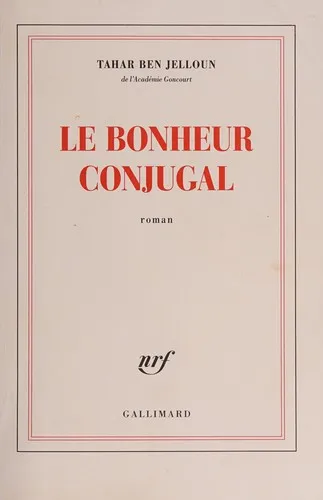 TAHAR BEN JELLOUN
de l'Académie Goncourt
LE BONHEUR
CONJUGAL
roman
nrf
GALLIMARD